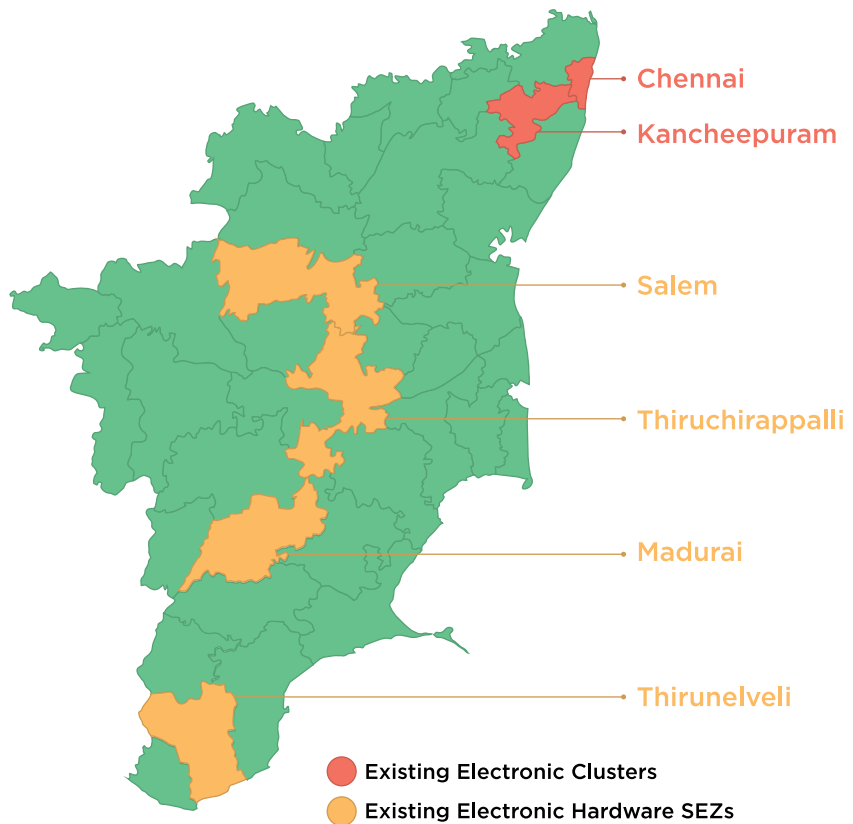 Chennai
Kancheepuram
Salem
Thiruchirappalli
Madurai
Thirunelveli
Existing Electronic Clusters
Existing Electronic Hardware SEZs